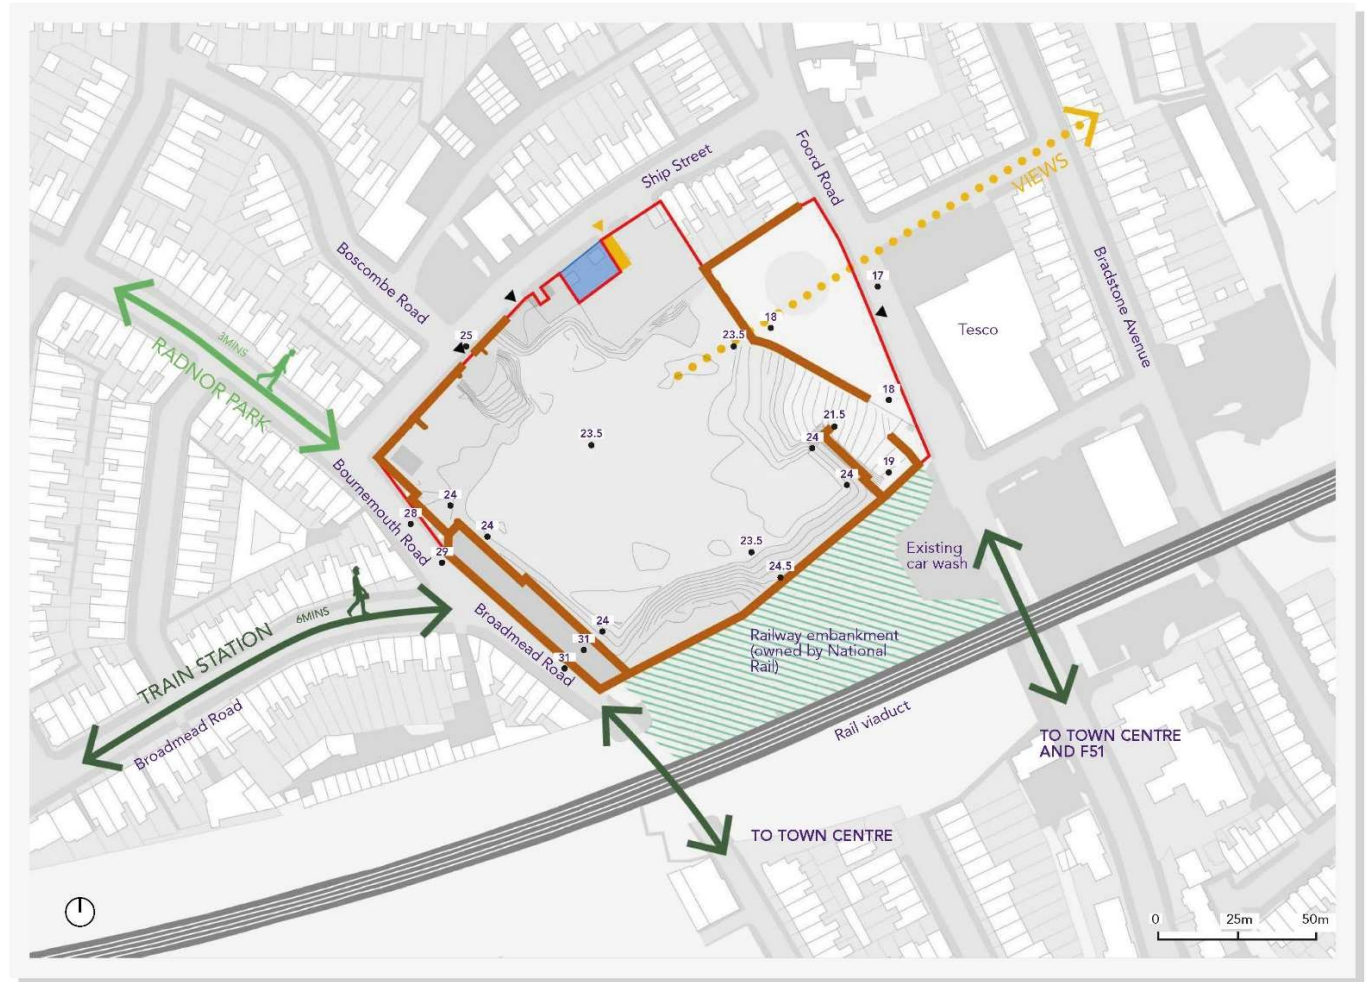 Ship Street
Foord Road
VIEWS
Boscombe Road
Bradstone Avenue
17
18
Tesco
25
23.5
3MINS
RADNOR PARK
18
21.5
23.5
24
19
24
Bournemouth Road
24
28
24
29
23.5
24.5
Existing
car wash
6MINS
TRAIN STATION
Broadmead Road
24
31
31
Railway embankment
(owned by National
Rail)
Broadmead Road
Rail viaduct
TO TOWN CENTRE
AND F51
TO TOWN CENTRE
0 25m 50m